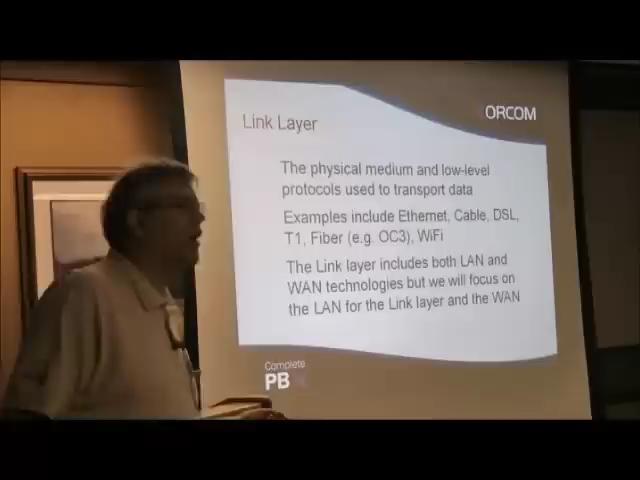 ORCOM
Link Layer
The physical medium and low-level
protocols used to transport data
Examples include Ethernet, Cable, DSL,
T1, Fiber (e.g. OC3), WiFi
The Link layer includes both LAN and
WAN technologies but we will focus on
the LAN for the Link layer and the WAN
Complete
PBX